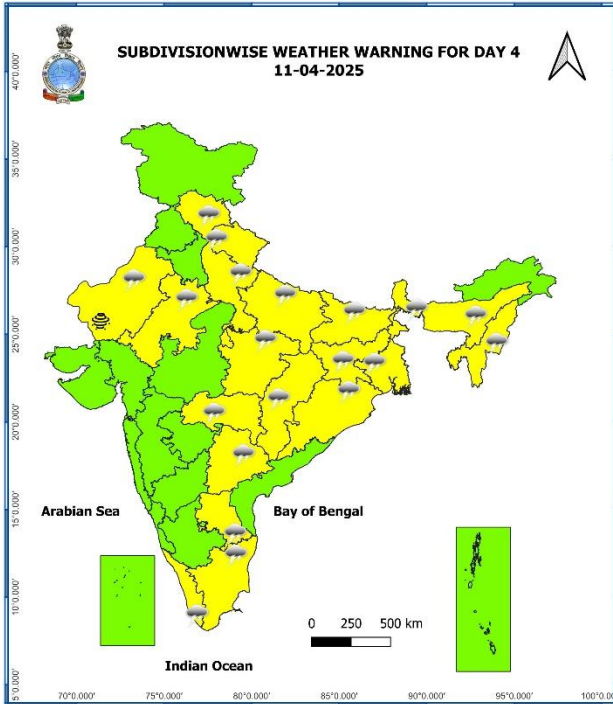 SUBDIVISIONWISE WEATHER WARNING FOR DAY 4
11-04-2025
40°0.000'
35°0.000'
30°0.000'
25°0.000'
20°0.000'
15°0.000'
10°0.000'
5°0.000'
Arabian Sea
Bay of Bengal
0 250 500 km
Indian Ocean
70°0.000' 75°0.000' 80°0.000' 85°0.000' 90°0.000' 95°0.000' 100°0.0